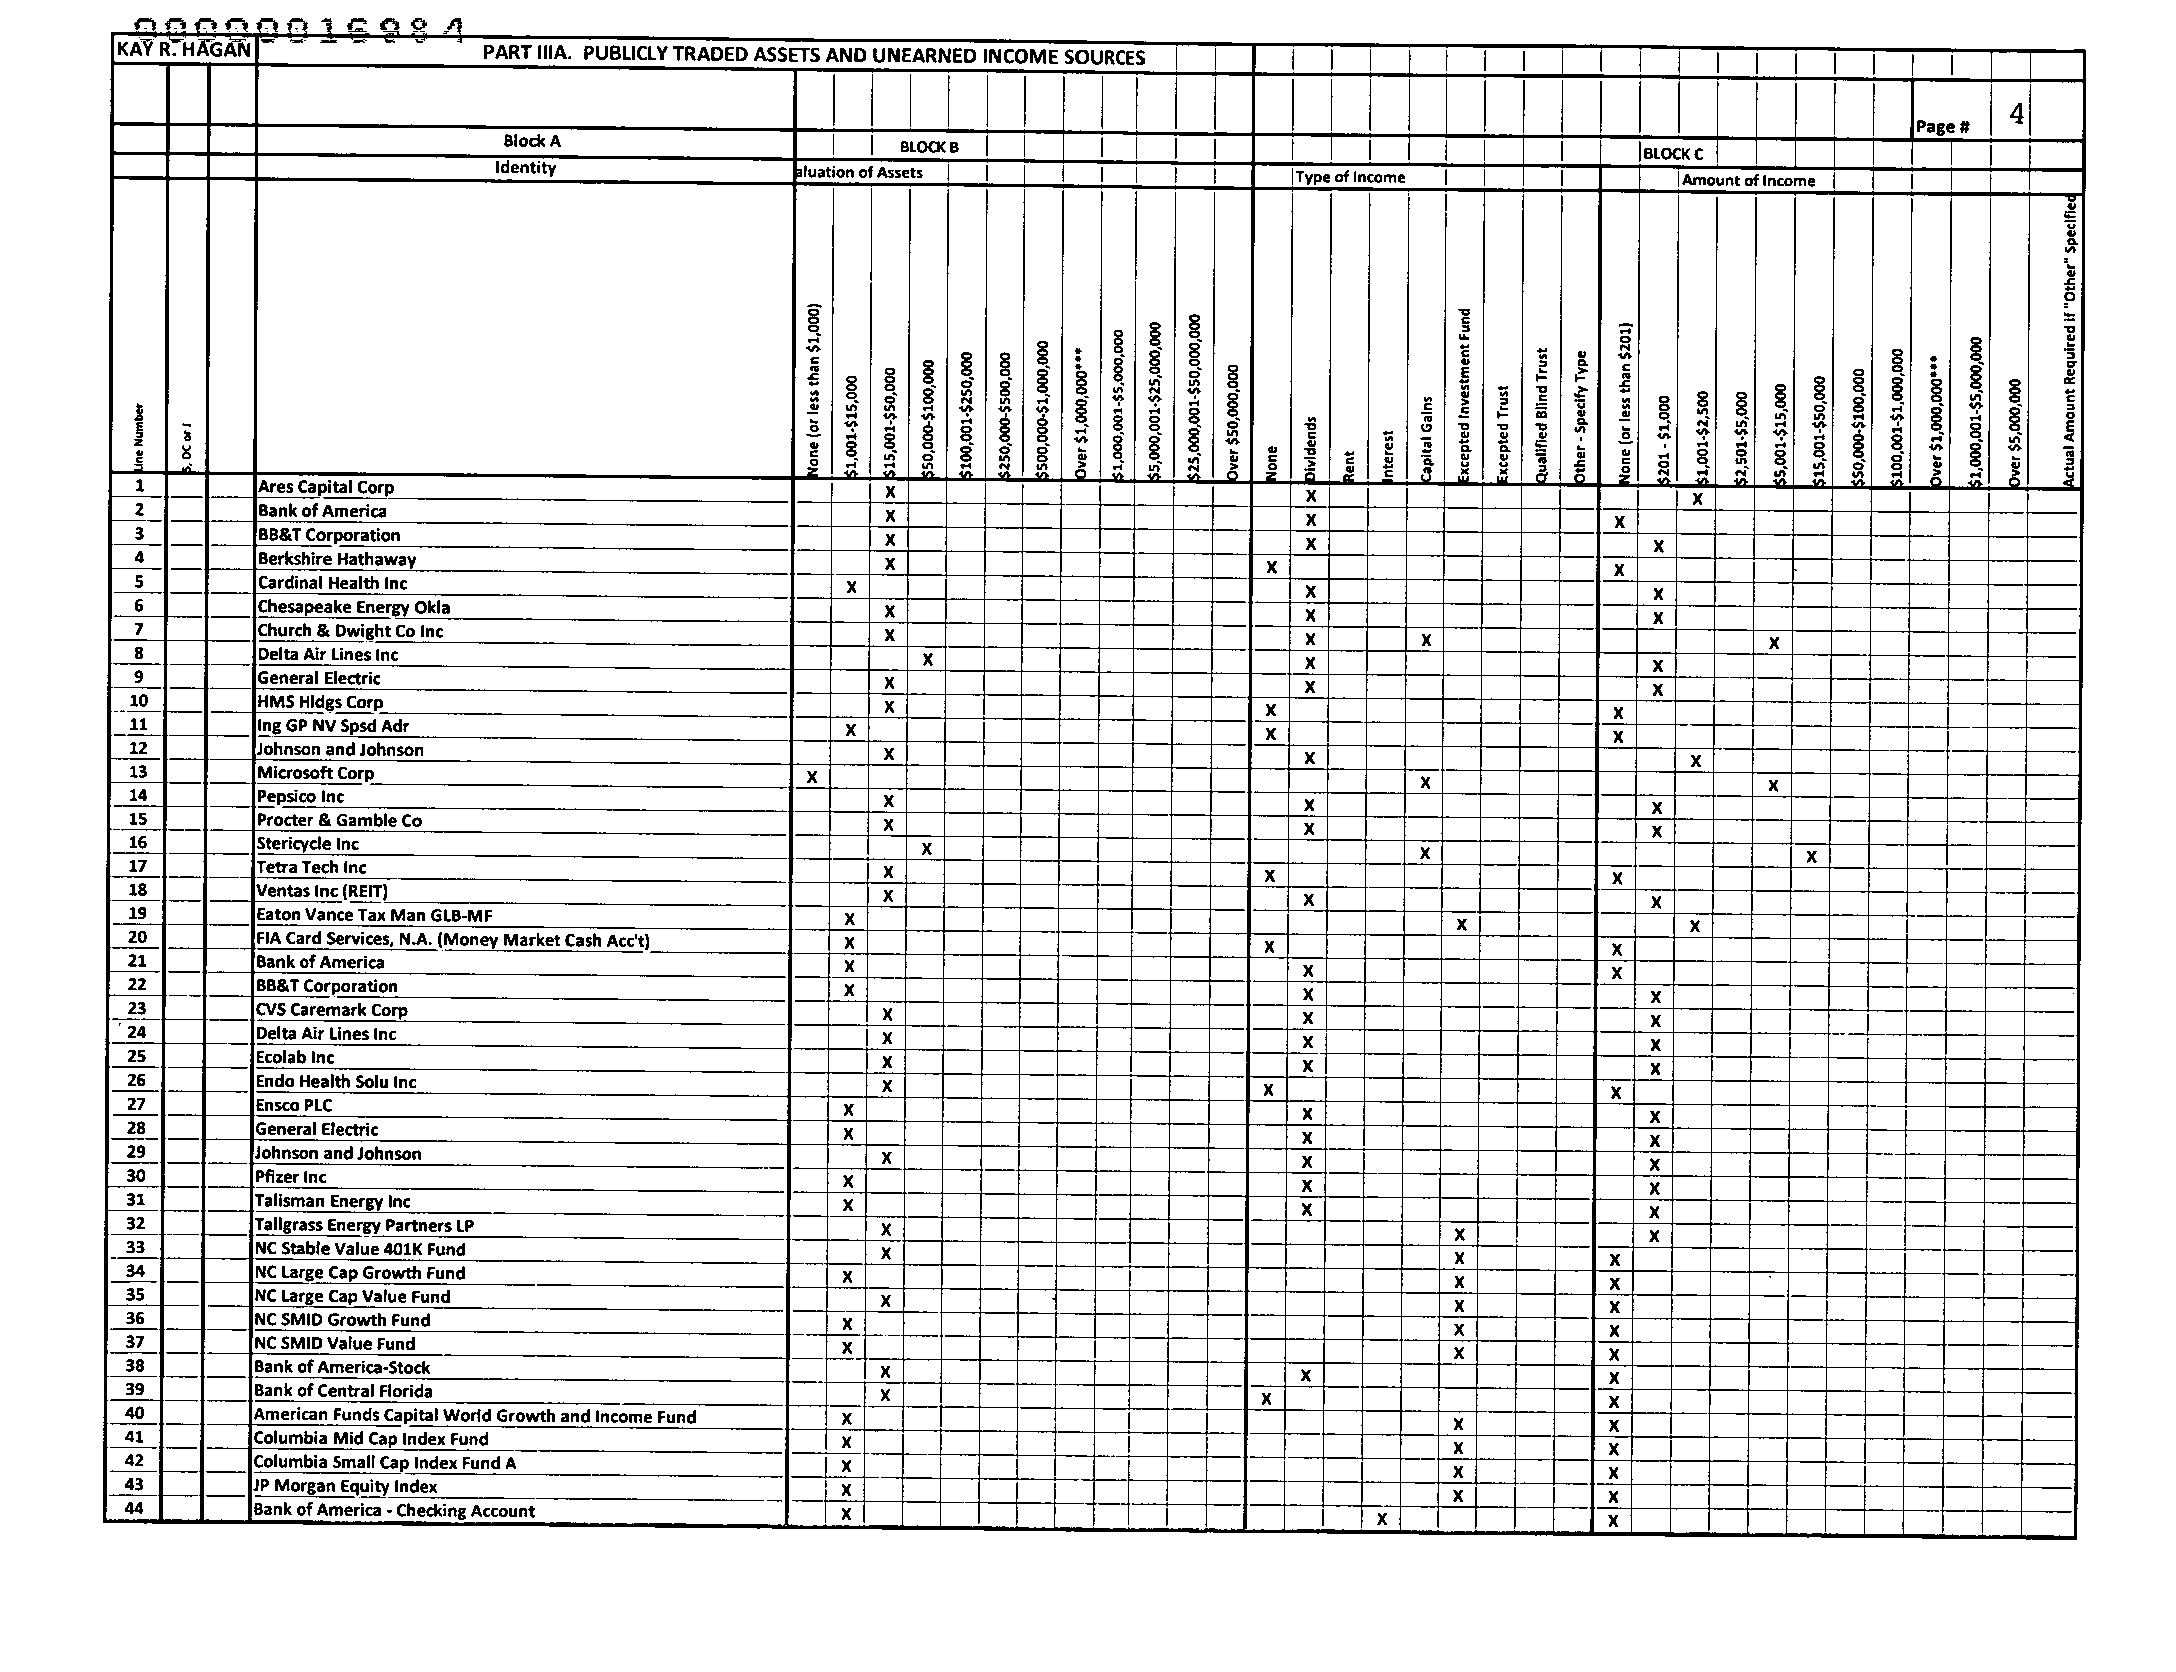 00000016984
KAY R. HAGAN PART IIIA. PUBLICLY TRADED ASSETS AND UNEARNED INCOME SOURCES
Page # 4
Block A BLOCK B BLOCK C
Identity aluation of Assets Type of Income Amount of Income
Line Number
S, DC or J
None (or less than $1,000)
$1,001-$15,000
$15,001-$50,000
$50,000-$100,000
$100,001-$250,000
$250,000-$500,000
$500,000-$1,000,000
Over $1,000,000***
$1,000,001-$5,000,000
$5,000,001-$25,000,000
$25,000,001-$50,000,000
Over $50,000,000
None
Dividends
Rent
Interest
Capital Gains
Excepted Investment Fund
Excepted Trust
Qualified Blind Trust
Other - Specify Type
None (or less than $201)
$201 - $1,000
$1,001-$2,500
$2,501-$5,000
$5,001-$15,000
$15,001-$50,000
$50,000-$100,000
$100,001-$1,000,000
Over $1,000,000***
$1,000,001-$5,000,000
Over $5,000,000
Actual Amount Required if "Other" Specified
1 Ares Capital Corp X X X
2 Bank of America X X X
3 BB&T Corporation X X X
4 Berkshire Hathaway X X X
5 Cardinal Health Inc X X X
6 Chesapeake Energy Okla X X X
7 Church & Dwight Co Inc X X X X
8 Delta Air Lines Inc X X X
9 General Electric X X X
10 HMS Hldgs Corp X X X
11 Ing GP NV Spsd Adr X X X
12 Johnson and Johnson X X X
13 Microsoft Corp X X X
14 Pepsico Inc X X X
15 Procter & Gamble Co X X X
16 Stericycle Inc X X X
17 Tetra Tech Inc X X X
18 Ventas Inc (REIT) X X X
19 Eaton Vance Tax Man GLB-MF X X X
20 FIA Card Services, N.A. (Money Market Cash Acc't) X X X
21 Bank of America X X X
22 BB&T Corporation X X X
23 CVS Caremark Corp X X X
24 Delta Air Lines Inc X X X
25 Ecolab Inc X X X
26 Endo Health Solu Inc X X X
27 Ensco PLC X X X
28 General Electric X X X
29 Johnson and Johnson X X X
30 Pfizer Inc X X X
31 Talisman Energy Inc X X X
32 Tallgrass Energy Partners LP X X X
33 NC Stable Value 401K Fund X X X
34 NC Large Cap Growth Fund X X X
35 NC Large Cap Value Fund X X X
36 NC SMID Growth Fund X X X
37 NC SMID Value Fund X X X
38 Bank of America-Stock X X X
39 Bank of Central Florida X X X
40 American Funds Capital World Growth and Income Fund X X X
41 Columbia Mid Cap Index Fund X X X
42 Columbia Small Cap Index Fund A X X X
43 JP Morgan Equity Index X X X
44 Bank of America - Checking Account X X X